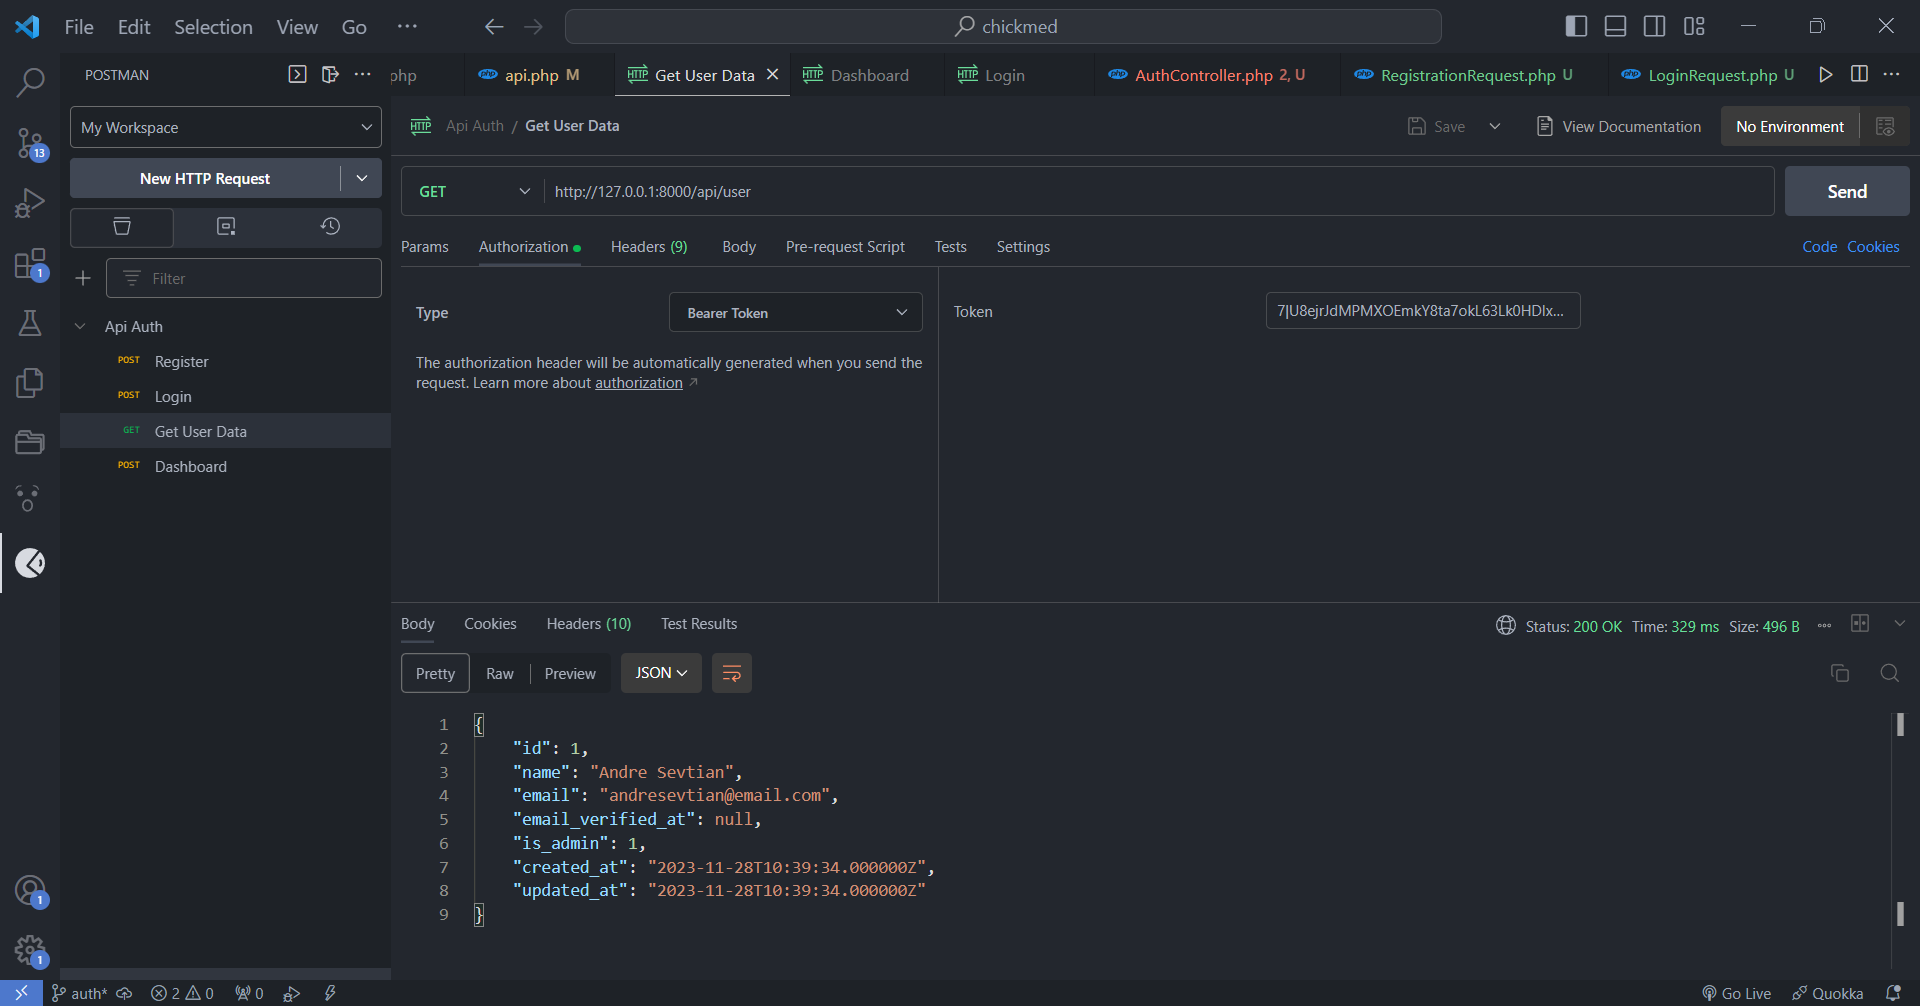 File Edit Selection View Go ··· chickmed
POSTMAN ··· php api.php M Get User Data Dashboard Login AuthController.php 2, U RegistrationRequest.php U LoginRequest.php U ···
My Workspace
Api Auth / Get User Data Save View Documentation No Environment
New HTTP Request
GET http://127.0.0.1:8000/api/user Send
Params Authorization Headers (9) Body Pre-request Script Tests Settings Code Cookies
Filter
Type Bearer Token Token 7|U8ejrJdMPMXOEmkY8ta7okL63Lk0HDlx...
The authorization header will be automatically generated when you send the
request. Learn more about authorization
Api Auth
POST Register
POST Login
GET Get User Data
POST Dashboard
13
1
1
1
Body Cookies Headers (10) Test Results Status: 200 OK Time: 329 ms Size: 496 B
Pretty Raw Preview JSON
1 {
2 "id": 1,
3 "name": "Andre Sevtian",
4 "email": "andresevtian@email.com",
5 "email_verified_at": null,
6 "is_admin": 1,
7 "created_at": "2023-11-28T10:39:34.000000Z",
8 "updated_at": "2023-11-28T10:39:34.000000Z"
9 }
auth* 2 0 0 Go Live Quokka